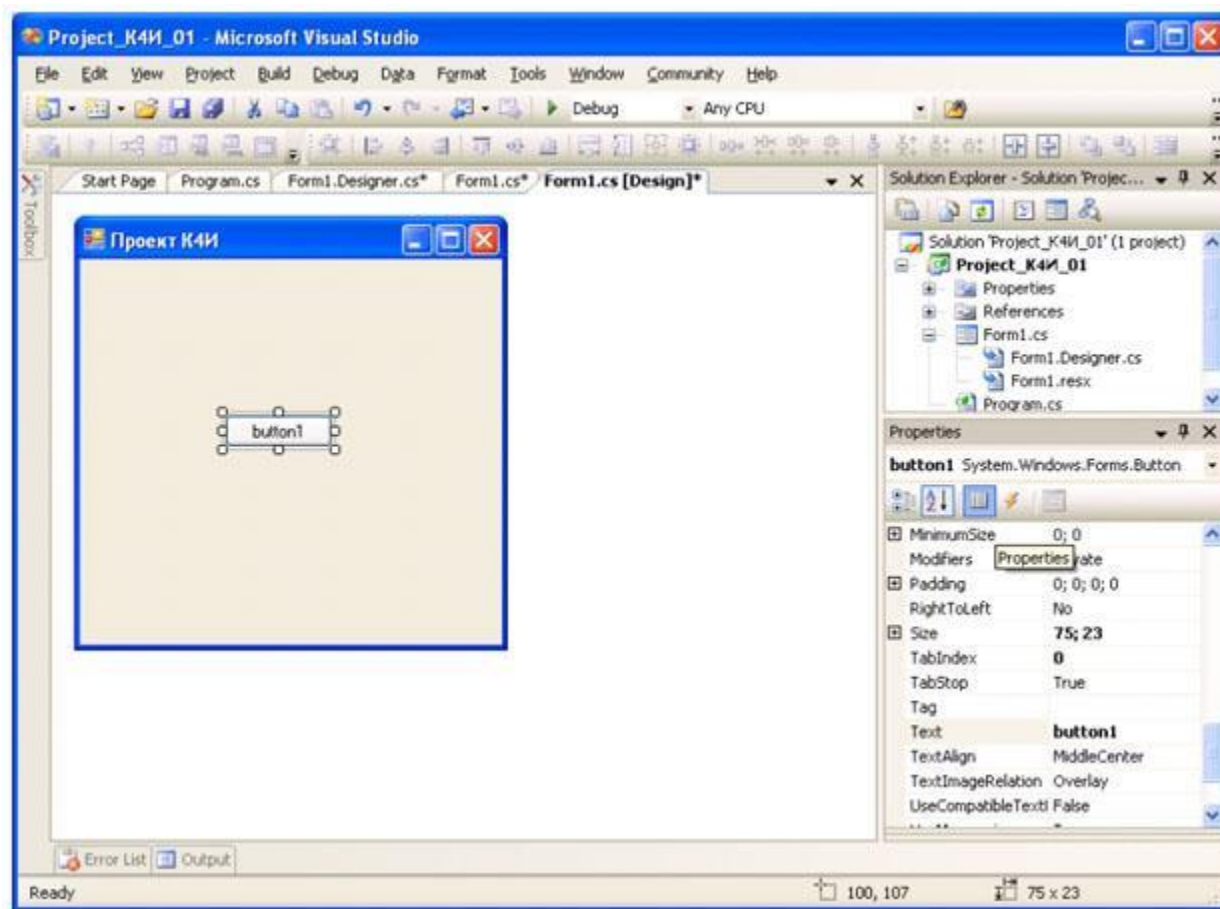 Project_К4И_01 - Microsoft Visual Studio
File Edit View Project Build Debug Data Format Tools Window Community Help
Debug Any CPU
Start Page Program.cs Form1.Designer.cs* Form1.cs* Form1.cs [Design]*
Toolbox
Проект К4И
button1
Solution Explorer - Solution 'Projec...
Solution 'Project_К4И_01' (1 project)
Project_К4И_01
Properties
References
Form1.cs
Form1.Designer.cs
Form1.resx
Program.cs
Properties
button1 System.Windows.Forms.Button
MinimumSize 0; 0
Modifiers Properties rate
Padding 0; 0; 0; 0
RightToLeft No
Size 75; 23
TabIndex 0
TabStop True
Tag
Text button1
TextAlign MiddleCenter
TextImageRelation Overlay
UseCompatibleText False
Error List Output
Ready 100, 107 75 x 23